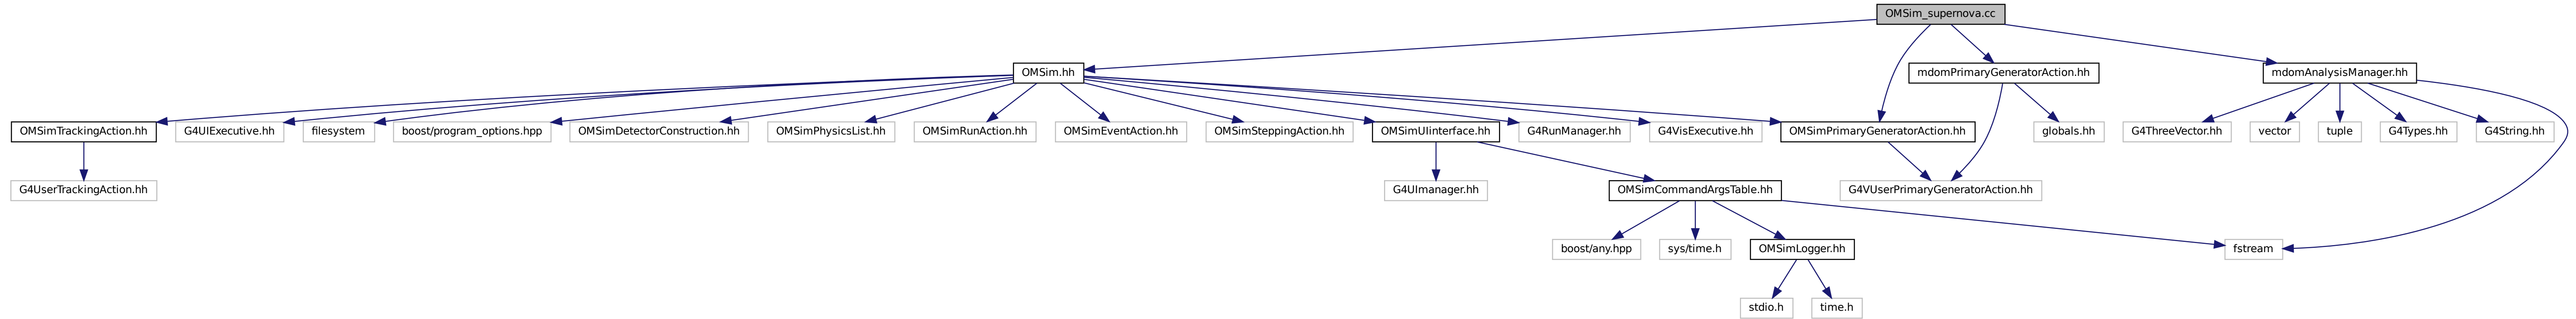 OMSim_supernova.cc
OMSim.hh
mdomPrimaryGeneratorAction.hh
mdomAnalysisManager.hh
OMSimTrackingAction.hh
G4UIExecutive.hh
filesystem
boost/program_options.hpp
OMSimDetectorConstruction.hh
OMSimPhysicsList.hh
OMSimRunAction.hh
OMSimEventAction.hh
OMSimSteppingAction.hh
OMSimUIinterface.hh
G4RunManager.hh
G4VisExecutive.hh
OMSimPrimaryGeneratorAction.hh
globals.hh
G4ThreeVector.hh
vector
tuple
G4Types.hh
G4String.hh
G4UserTrackingAction.hh
G4UImanager.hh
OMSimCommandArgsTable.hh
G4VUserPrimaryGeneratorAction.hh
boost/any.hpp
sys/time.h
OMSimLogger.hh
fstream
stdio.h
time.h